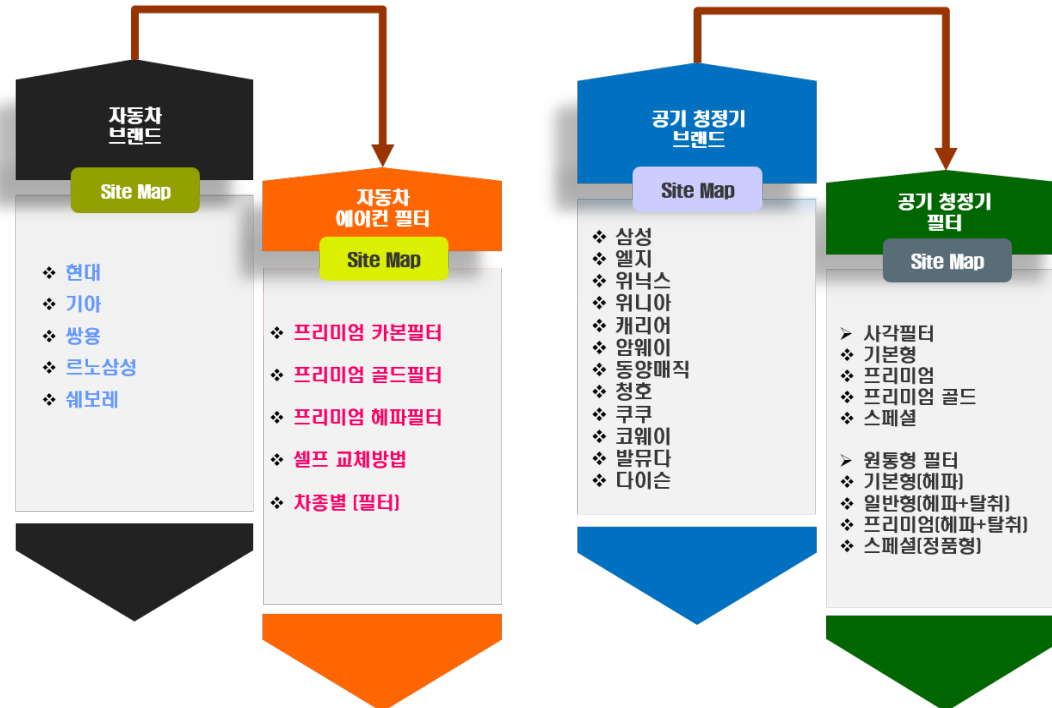 자동차
브랜드
Site Map
현대
기아
쌍용
르노삼성
쉐보레
자동차
에어컨 필터
Site Map
프리미엄 카본필터
프리미엄 골드필터
프리미엄 헤파필터
셀프 교체방법
차종별 (필터)
공기 청정기
브랜드
Site Map
삼성
엘지
위닉스
위니아
캐리어
암웨이
동양매직
청호
쿠쿠
코웨이
발뮤다
다이슨
공기 청정기
필터
Site Map
사각필터
기본형
프리미엄
프리미엄 골드
스페셜
원통형 필터
기본형(헤파)
일반형(헤파+탈취)
프리미엄(헤파+탈취)
스페셜(정품형)